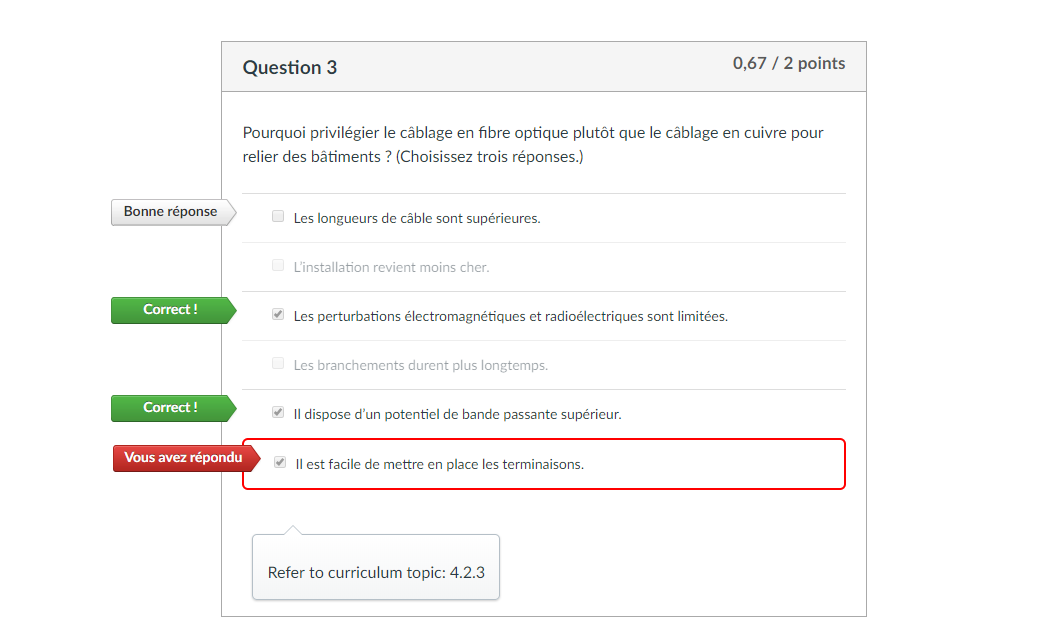 Question 3
0,67 / 2 points
Pourquoi privilégier le câblage en fibre optique plutôt que le câblage en cuivre pour
relier des bâtiments ? (Choisissez trois réponses.)
Bonne réponse
Les longueurs de câble sont supérieures.
L'installation revient moins cher.
Correct !
Les perturbations électromagnétiques et radioélectriques sont limitées.
Les branchements durent plus longtemps.
Correct !
Il dispose d'un potentiel de bande passante supérieur.
Vous avez répondu
Il est facile de mettre en place les terminaisons.
Refer to curriculum topic: 4.2.3